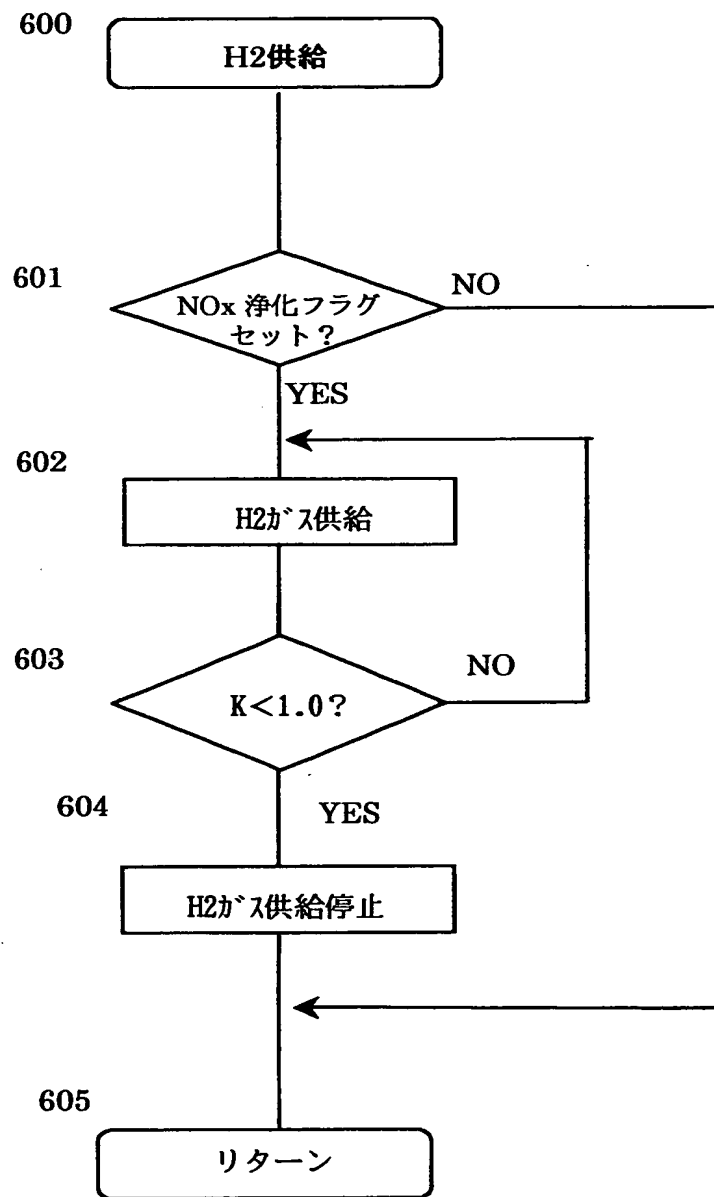 600
H2供給
601
NOx 浄化フラグ
セット？
NO
YES
602
H2ｶﾞｽ供給
603
K＜1.0？
NO
604
YES
H2ｶﾞｽ供給停止
605
リターン